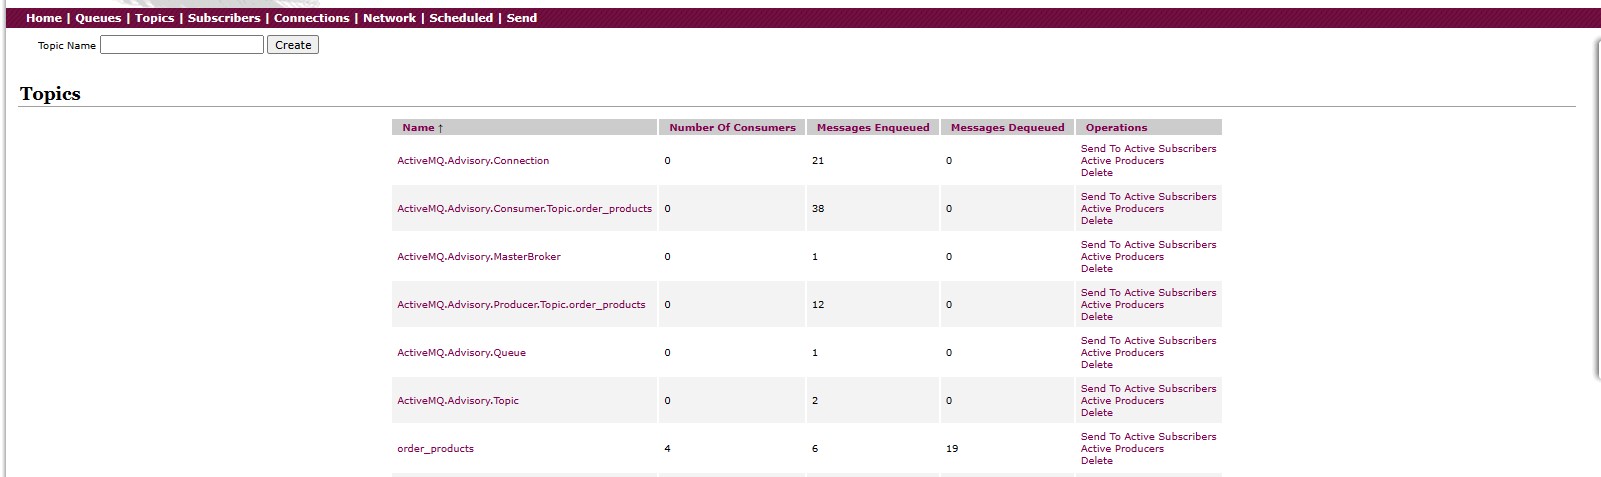 Home | Queues | Topics | Subscribers | Connections | Network | Scheduled | Send
Topic Name Create
Topics
Name ↑ Number Of Consumers Messages Enqueued Messages Dequeued Operations
ActiveMQ.Advisory.Connection 0 21 0 Send To Active Subscribers
Active Producers
Delete
ActiveMQ.Advisory.Consumer.Topic.order_products 0 38 0 Send To Active Subscribers
Active Producers
Delete
ActiveMQ.Advisory.MasterBroker 0 1 0 Send To Active Subscribers
Active Producers
Delete
ActiveMQ.Advisory.Producer.Topic.order_products 0 12 0 Send To Active Subscribers
Active Producers
Delete
ActiveMQ.Advisory.Queue 0 1 0 Send To Active Subscribers
Active Producers
Delete
ActiveMQ.Advisory.Topic 0 2 0 Send To Active Subscribers
Active Producers
Delete
order_products 4 6 19 Send To Active Subscribers
Active Producers
Delete